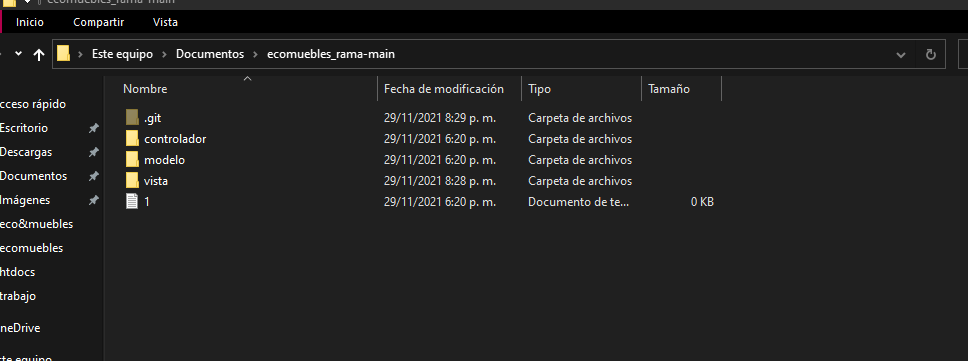 ecomuebles_rama-main
Inicio Compartir Vista
Este equipo Documentos ecomuebles_rama-main
Nombre Fecha de modificación Tipo Tamaño
.git 29/11/2021 8:29 p. m. Carpeta de archivos
controlador 29/11/2021 6:20 p. m. Carpeta de archivos
modelo 29/11/2021 6:20 p. m. Carpeta de archivos
vista 29/11/2021 8:28 p. m. Carpeta de archivos
1 29/11/2021 6:20 p. m. Documento de te... 0 KB
cceso rápido
Escritorio
Descargas
Documentos
Imágenes
eco&muebles
ecomuebles
htdocs
trabajo
neDrive
ste equipo